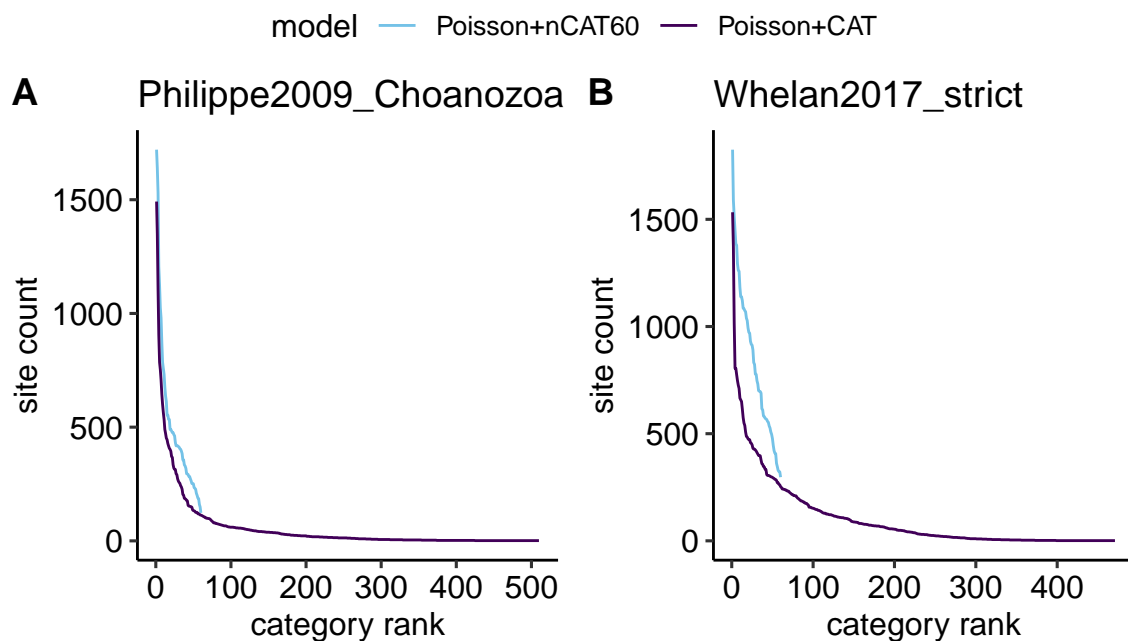 model Poisson+nCAT60 Poisson+CAT
A Philippe2009_Choanozoa
1500
1000
500
0
site count
0 100 200 300 400 500
category rank
B Whelan2017_strict
1500
1000
500
0
site count
0 100 200 300 400
category rank